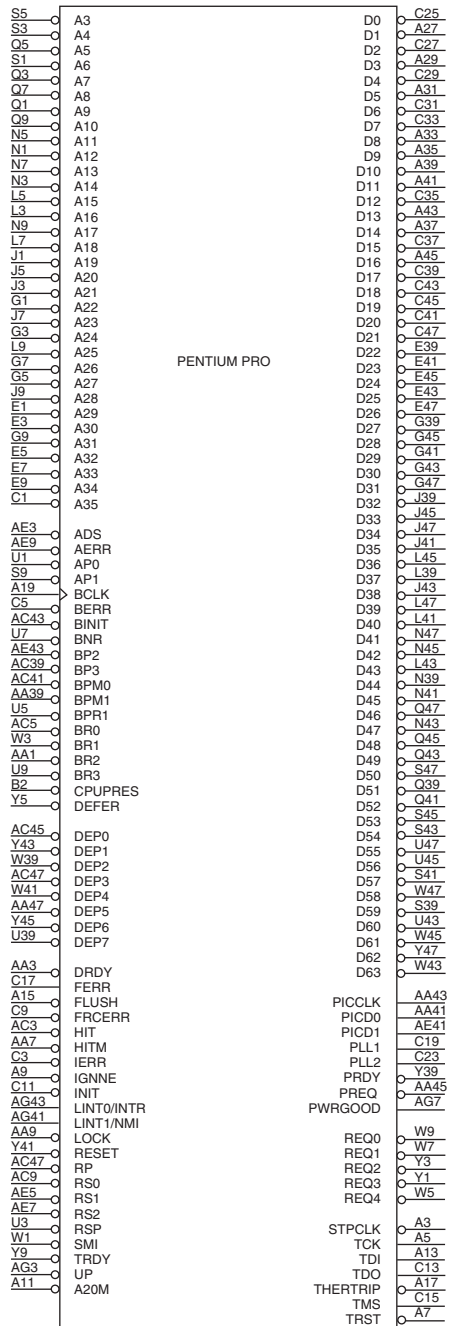 S5 A3
S3 A4
Q5 A5
S1 A6
Q3 A7
Q7 A8
Q1 A9
Q9 A10
N5 A11
N1 A12
N7 A13
N3 A14
L5 A15
L3 A16
N9 A17
L7 A18
J1 A19
J5 A20
J3 A21
G1 A22
J7 A23
G3 A24
L9 A25
G7 A26
G5 A27
J9 A28
E1 A29
E3 A30
G9 A31
E5 A32
E7 A33
E9 A34
C1 A35
AE3 ADS
AE9 AERR
U1 AP0
S9 AP1
A19 BCLK
C5 BERR
AC43 BINIT
U7 BNR
AE43 BP2
AC39 BP3
AC41 BPM0
AA39 BPM1
U5 BPR1
AC5 BR0
W3 BR1
AA1 BR2
U9 BR3
B2 CPUPRES
Y5 DEFER
AC45 DEP0
Y43 DEP1
W39 DEP2
AC47 DEP3
W41 DEP4
AA47 DEP5
Y45 DEP6
U39 DEP7
AA3 DRDY
C17 FERR
A15 FLUSH
C9 FRCERR
AC3 HIT
AA7 HITM
C3 IERR
A9 IGNNE
C11 INIT
AG43 LINT0/INTR
AG41 LINT1/NMI
AA9 LOCK
Y41 RESET
AC47 RP
AC9 RS0
AE5 RS1
AE7 RS2
U3 RSP
W1 SMI
Y9 TRDY
AG3 UP
A11 A20M
PENTIUM PRO
D0 C25
D1 A27
D2 C27
D3 A29
D4 C29
D5 A31
D6 C31
D7 C33
D8 A33
D9 A35
D10 A39
D11 A41
D12 C35
D13 A43
D14 A37
D15 C37
D16 A45
D17 C39
D18 C43
D19 C45
D20 C41
D21 C47
D22 E39
D23 E41
D24 E45
D25 E43
D26 E47
D27 G39
D28 G45
D29 G41
D30 G43
D31 G47
D32 J39
D33 J45
D34 J47
D35 J41
D36 L45
D37 L39
D38 J43
D39 L47
D40 L41
D41 N47
D42 N45
D43 L43
D44 N39
D45 N41
D46 Q47
D47 N43
D48 Q45
D49 Q43
D50 S47
D51 Q39
D52 Q41
D53 S45
D54 S43
D55 U47
D56 U45
D57 S41
D58 W47
D59 S39
D60 U43
D61 W45
D62 Y47
D63 W43
PICCLK AA43
PICD0 AA41
PICD1 AE41
PLL1 C19
PLL2 C23
PRDY Y39
PREQ AA45
PWRGOOD AG7
REQ0 W9
REQ1 W7
REQ2 Y3
REQ3 Y1
REQ4 W5
STPCLK A3
TCK A5
TDI A13
TDO C13
THERTRIP A17
TMS C15
TRST A7